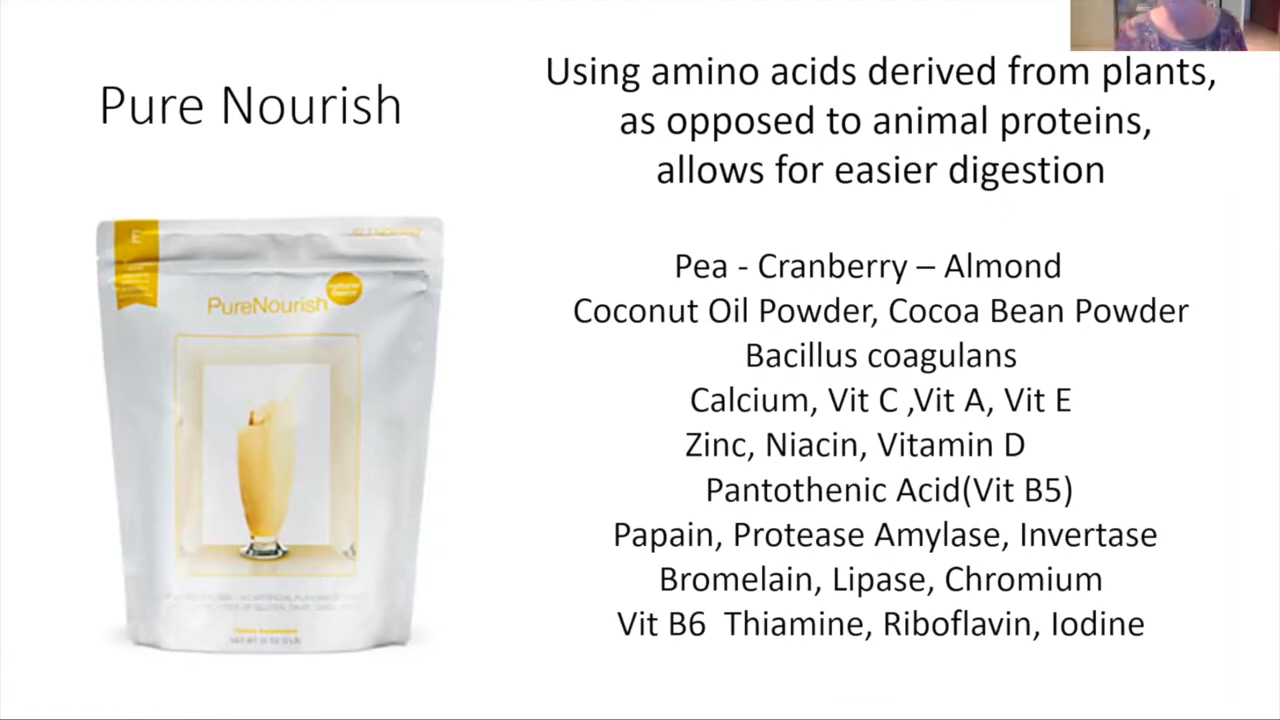 Pure Nourish
Using amino acids derived from plants,
as opposed to animal proteins,
allows for easier digestion
Pea - Cranberry – Almond
Coconut Oil Powder, Cocoa Bean Powder
Bacillus coagulans
Calcium, Vit C ,Vit A, Vit E
Zinc, Niacin, Vitamin D
Pantothenic Acid(Vit B5)
Papain, Protease Amylase, Invertase
Bromelain, Lipase, Chromium
Vit B6  Thiamine, Riboflavin, Iodine
E
PureNourish